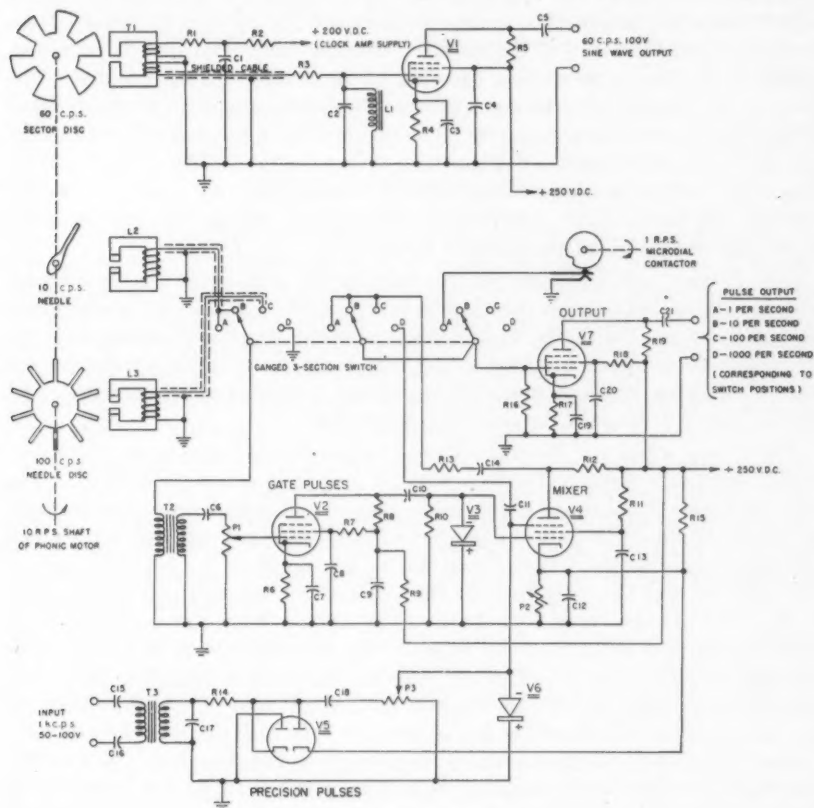 T1
R1
R2
+ 200 V.D.C.
(CLOCK AMP. SUPPLY)
C1
SHIELDED CABLE
R3
V1
C5
R5
60 C.P.S. 100V
SINE WAVE OUTPUT
C2
L1
R4
C3
C4
60 C.P.S.
SECTOR DISC
+ 250 V.D.C.
L2
10 C.P.S.
NEEDLE
1 R.P.S.
MICRODIAL
CONTACTOR
A
B
C
D
A
B
C
D
A
B
C
D
GANGED 3-SECTION SWITCH
OUTPUT
V7
C21
R19
R18
R16
R17
C19
C20
PULSE OUTPUT
A-1 PER SECOND
B-10 PER SECOND
C-100 PER SECOND
D-1000 PER SECOND
(CORRESPONDING TO
SWITCH POSITIONS)
L3
100 C.P.S.
NEEDLE DISC
10 R.P.S. SHAFT
OF PHONIC MOTOR
R13
C14
R12
+ 250 V.D.C.
GATE PULSES
MIXER
T2
C6
P1
V2
R7
R8
C10
R10
V3
C11
V4
R11
R15
C13
R6
C7
C8
C9
R9
P2
C12
INPUT
1 k.c.p.s.
50-100V
C15
C16
T3
C17
R14
C18
P3
V5
V6
PRECISION PULSES